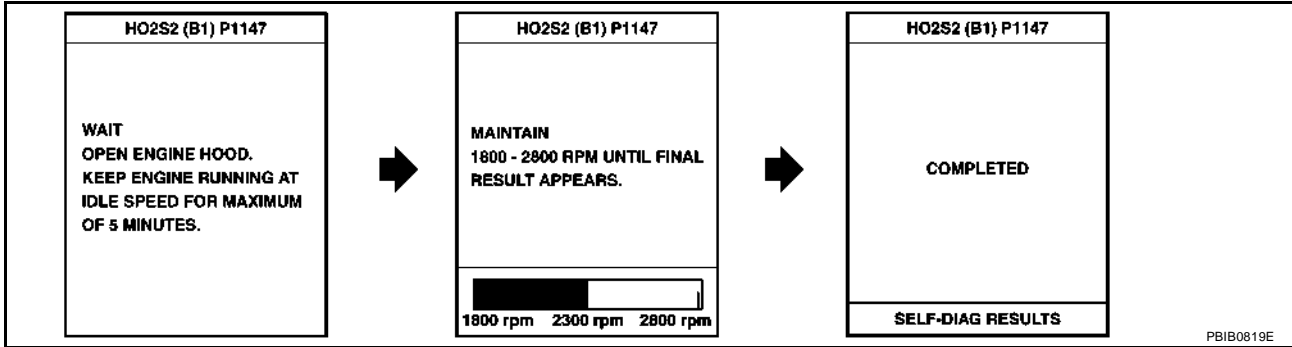 HO2S2 (B1) P1147
WAIT
OPEN ENGINE HOOD.
KEEP ENGINE RUNNING AT
IDLE SPEED FOR MAXIMUM
OF 5 MINUTES.
HO2S2 (B1) P1147
MAINTAIN
1800 - 2800 RPM UNTIL FINAL
RESULT APPEARS.
1800 rpm 2300 rpm 2800 rpm
HO2S2 (B1) P1147
COMPLETED
SELF-DIAG RESULTS
PBIB0819E